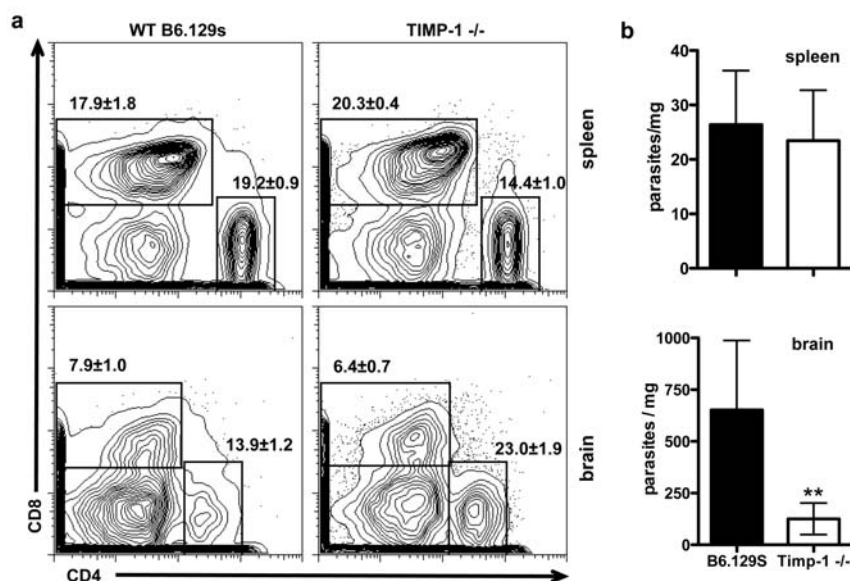 a
WT B6.129s
TIMP-1 -/-
17.9±1.8
19.2±0.9
20.3±0.4
14.4±1.0
spleen
7.9±1.0
13.9±1.2
6.4±0.7
23.0±1.9
brain
CD8
CD4
b
spleen
parasites/mg
40
30
20
10
0
brain
parasites / mg
1000
750
500
250
0
**
B6.129S
Timp-1 -/-